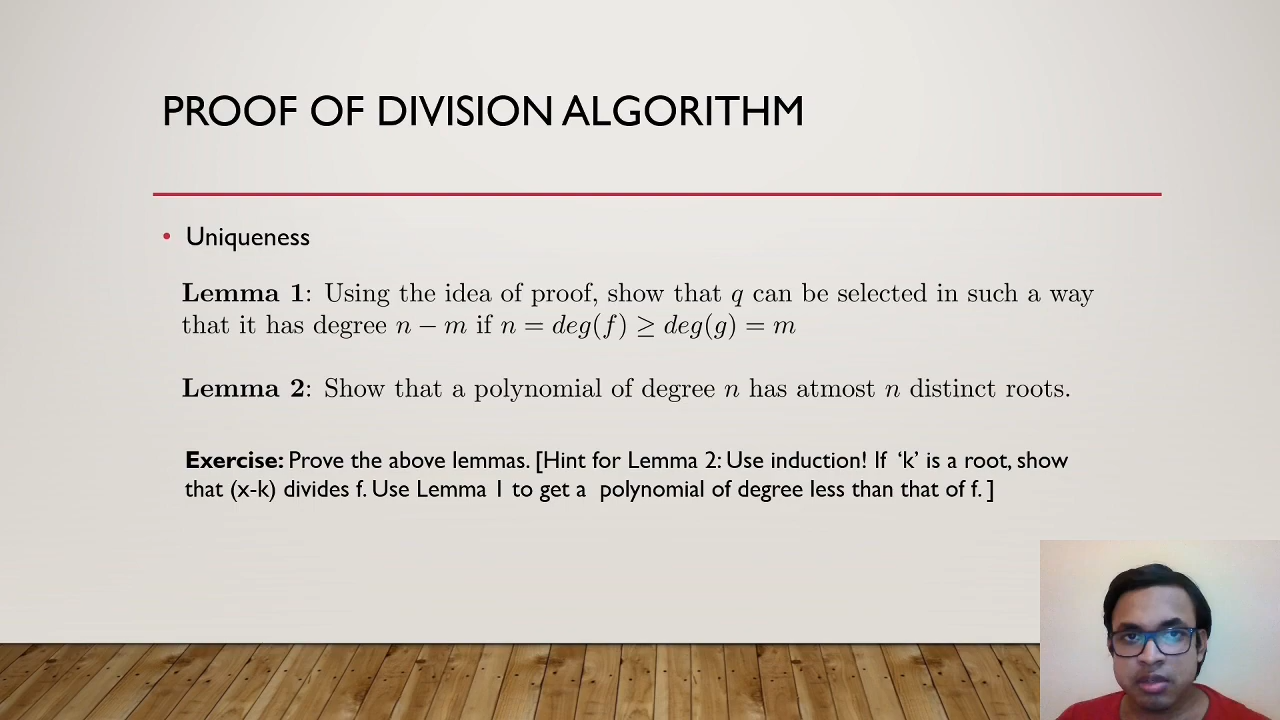 PROOF OF DIVISION ALGORITHM
• Uniqueness
Lemma 1: Using the idea of proof, show that q can be selected in such a way
that it has degree n − m if n = deg(f) ≥ deg(g) = m
Lemma 2: Show that a polynomial of degree n has atmost n distinct roots.
Exercise: Prove the above lemmas. [Hint for Lemma 2: Use induction! If ‘k’ is a root, show
that (x-k) divides f. Use Lemma 1 to get a polynomial of degree less than that of f. ]